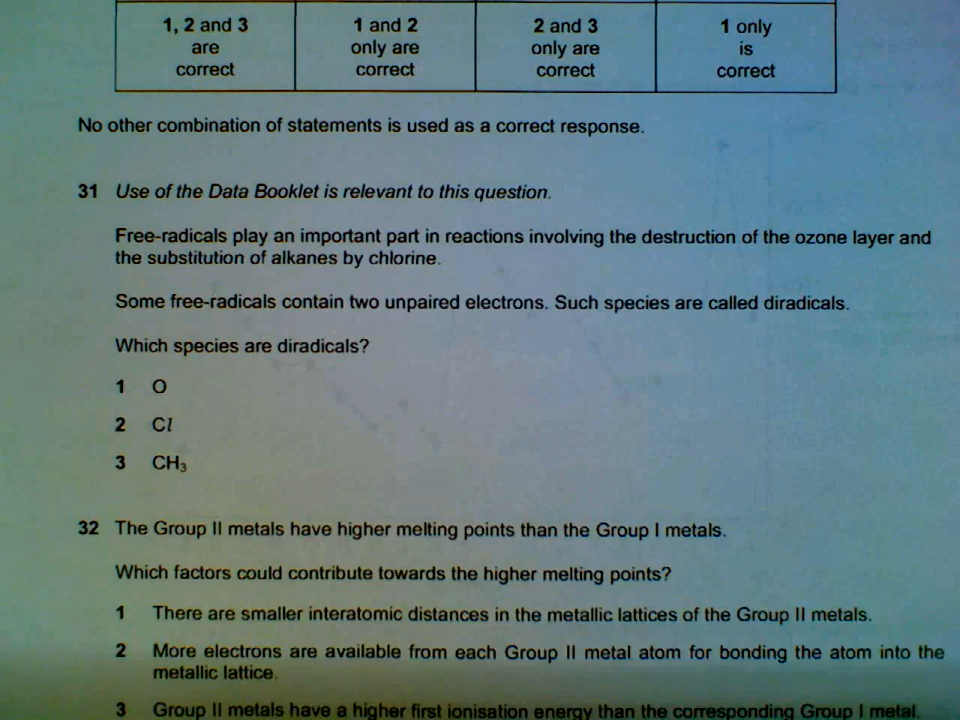 1, 2 and 3
are
correct
1 and 2
only are
correct
2 and 3
only are
correct
1 only
is
correct
No other combination of statements is used as a correct response.
31 Use of the Data Booklet is relevant to this question.
Free-radicals play an important part in reactions involving the destruction of the ozone layer and
the substitution of alkanes by chlorine.
Some free-radicals contain two unpaired electrons. Such species are called diradicals.
Which species are diradicals?
1 O
2 Cl
3 CH₃
32 The Group II metals have higher melting points than the Group I metals.
Which factors could contribute towards the higher melting points?
1 There are smaller interatomic distances in the metallic lattices of the Group II metals.
2 More electrons are available from each Group II metal atom for bonding the atom into the
metallic lattice.
3 Group II metals have a higher first ionisation energy than the corresponding Group I metal.